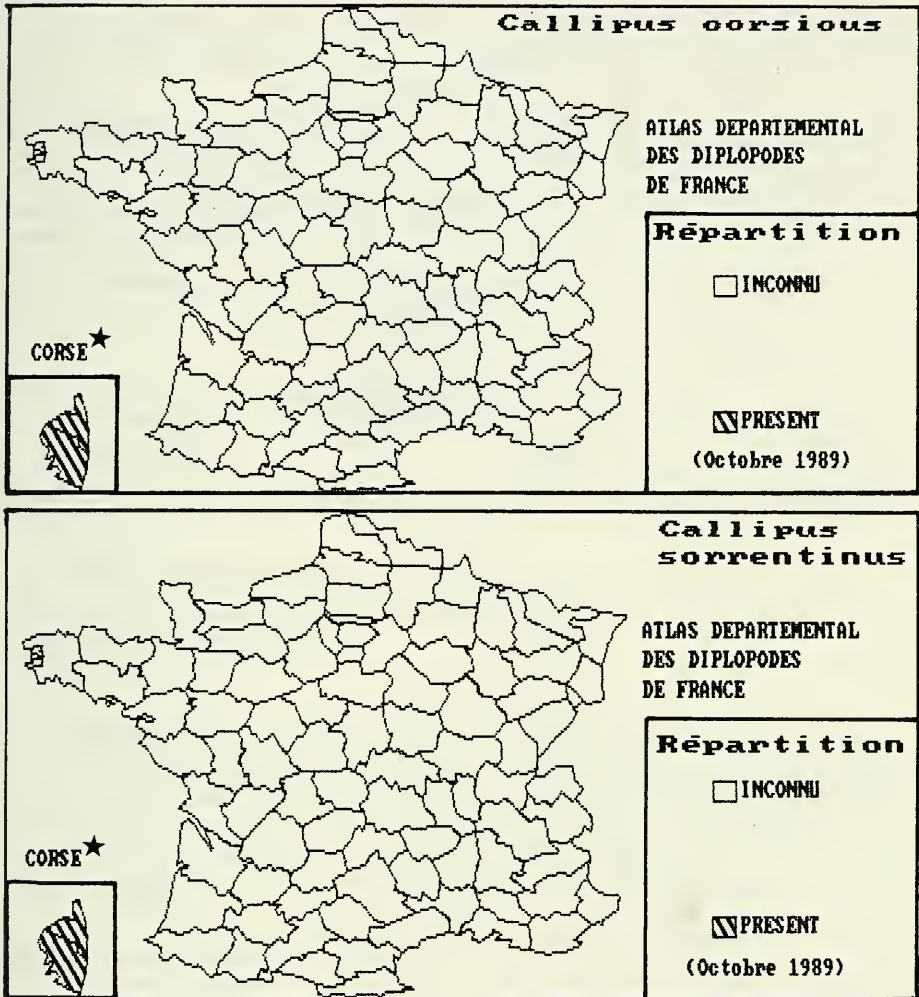 Callipus corsious
ATLAS DEPARTEMENTAL
DES DIPLOPODES
DE FRANCE
Répartition
INCONNU
CORSE★
PRESENT
(Octobre 1989)
Callipus
sorrentinus
ATLAS DEPARTEMENTAL
DES DIPLOPODES
DE FRANCE
Répartition
INCONNU
CORSE★
PRESENT
(Octobre 1989)